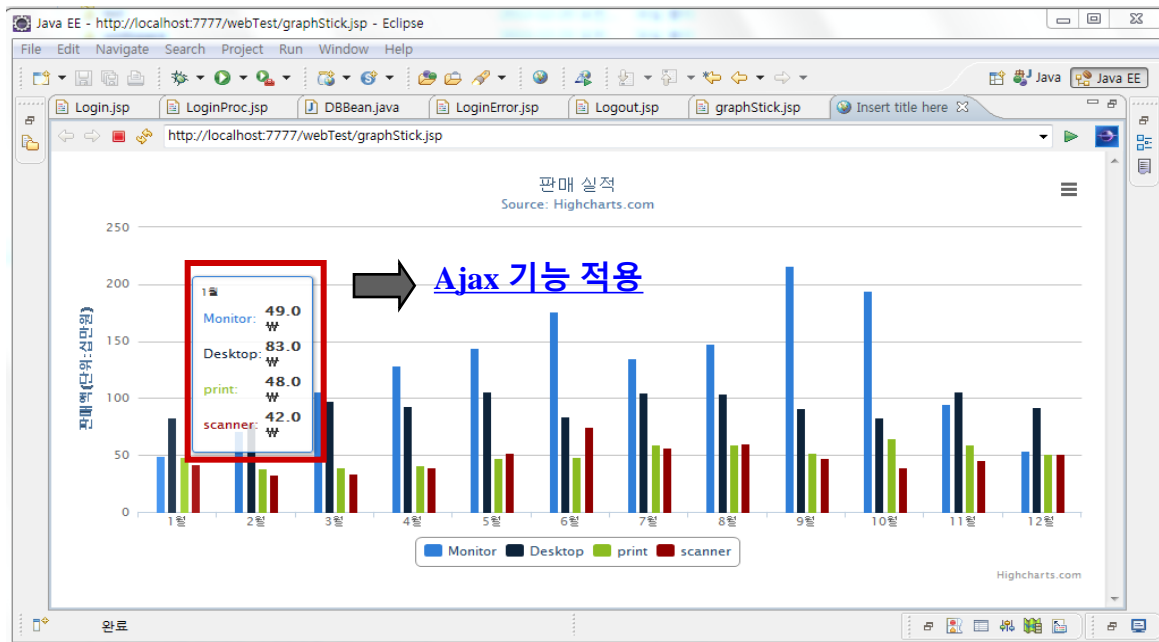 Java EE - http://localhost:7777/webTest/graphStick.jsp - Eclipse
File Edit Navigate Search Project Run Window Help
Java Java EE
Login.jsp LoginProc.jsp DBBean.java LoginError.jsp Logout.jsp graphStick.jsp Insert title here
http://localhost:7777/webTest/graphStick.jsp
판매 실적
Source: Highcharts.com
250
200
150
100
50
0
판매액(단위:십만원)
Ajax 기능 적용
1월
Monitor: 49.0 ₩
Desktop: 83.0 ₩
print: 48.0 ₩
scanner: 42.0 ₩
1월 2월 3월 4월 5월 6월 7월 8월 9월 10월 11월 12월
Monitor Desktop print scanner
Highcharts.com
완료